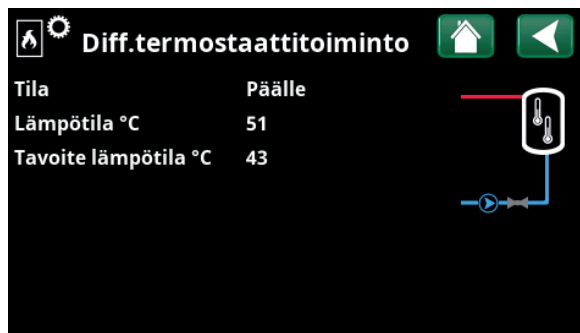 Diff.termostaattitoiminto
Tila Päälle
Lämpötila °C 51
Tavoite lämpötila °C 43